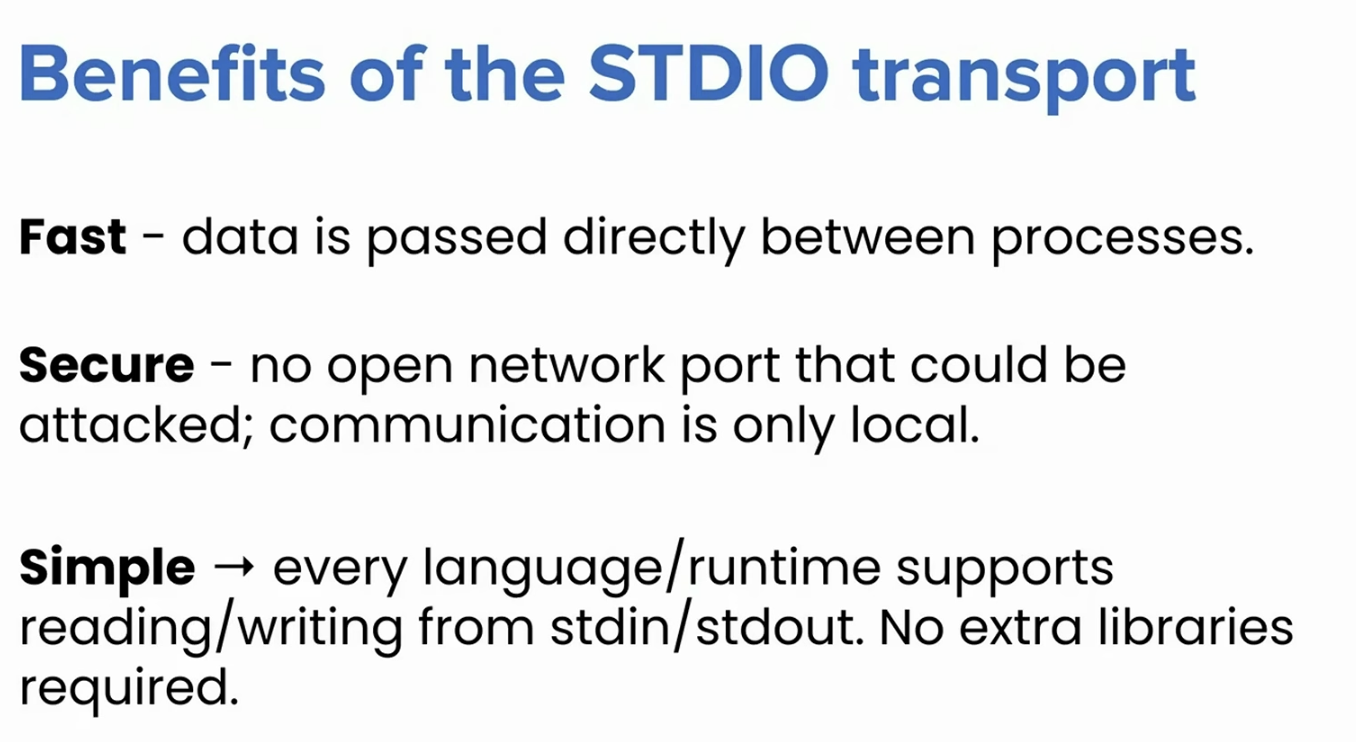 Benefits of the STDIO transport
Fast - data is passed directly between processes.
Secure - no open network port that could be
attacked; communication is only local.
Simple → every language/runtime supports
reading/writing from stdin/stdout. No extra libraries
required.